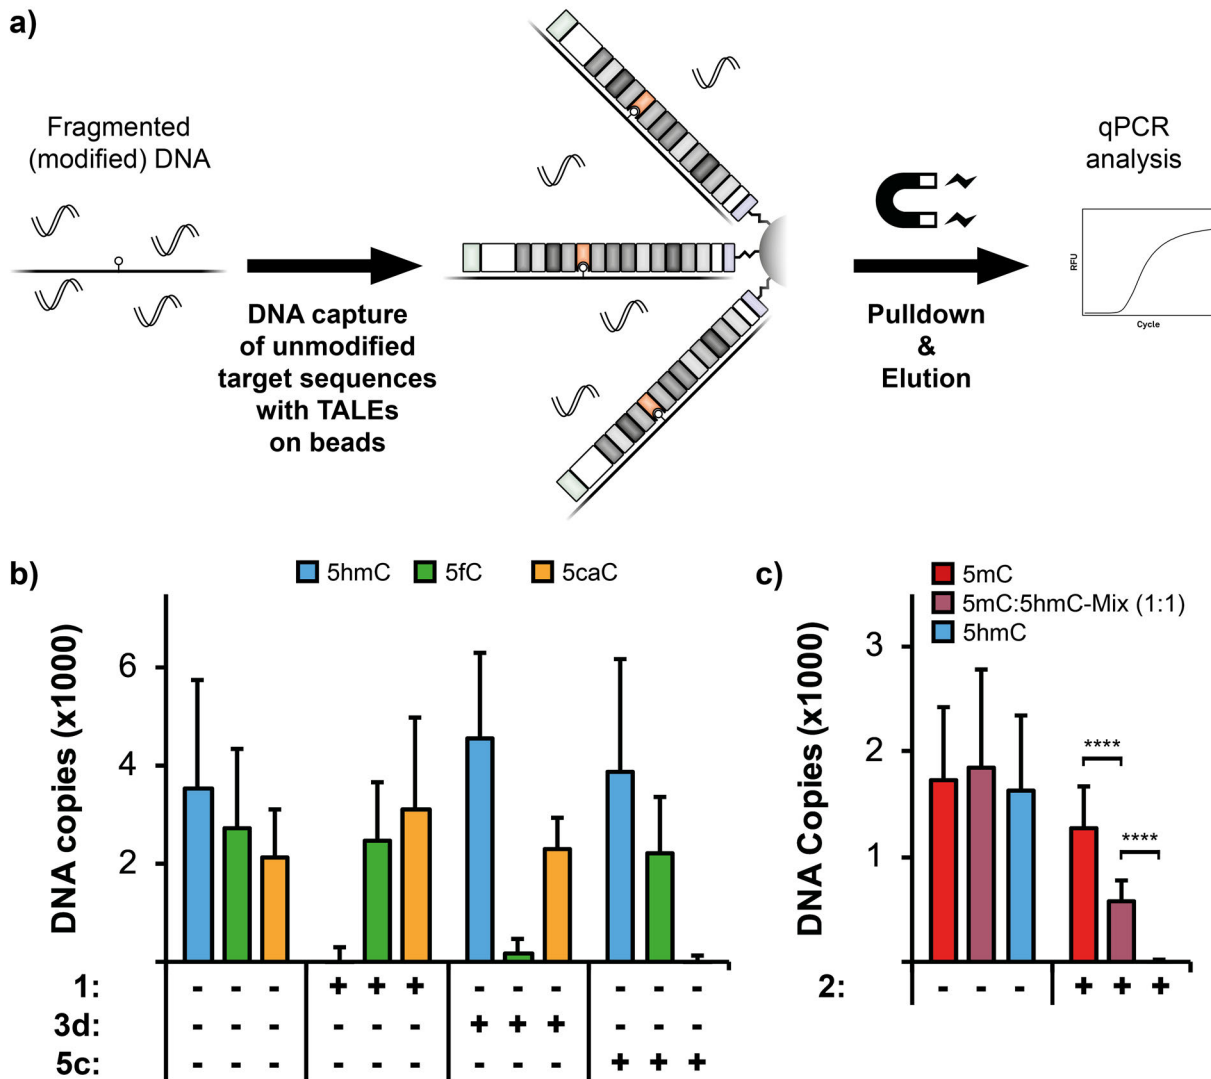 a)
Fragmented
(modified) DNA
DNA capture
of unmodified
target sequences
with TALEs
on beads
Pulldown
&
Elution
qPCR
analysis
RFU
Cycle
b)
5hmC 5fC 5caC
DNA copies (x1000)
6
4
2
1: - - - + + + - - - - - -
3d: - - - - - - + + + - - -
5c: - - - - - - - - - + + +
c)
5mC
5mC:5hmC-Mix (1:1)
5hmC
DNA Copies (x1000)
3
2
1
****
****
2: - - - + + +